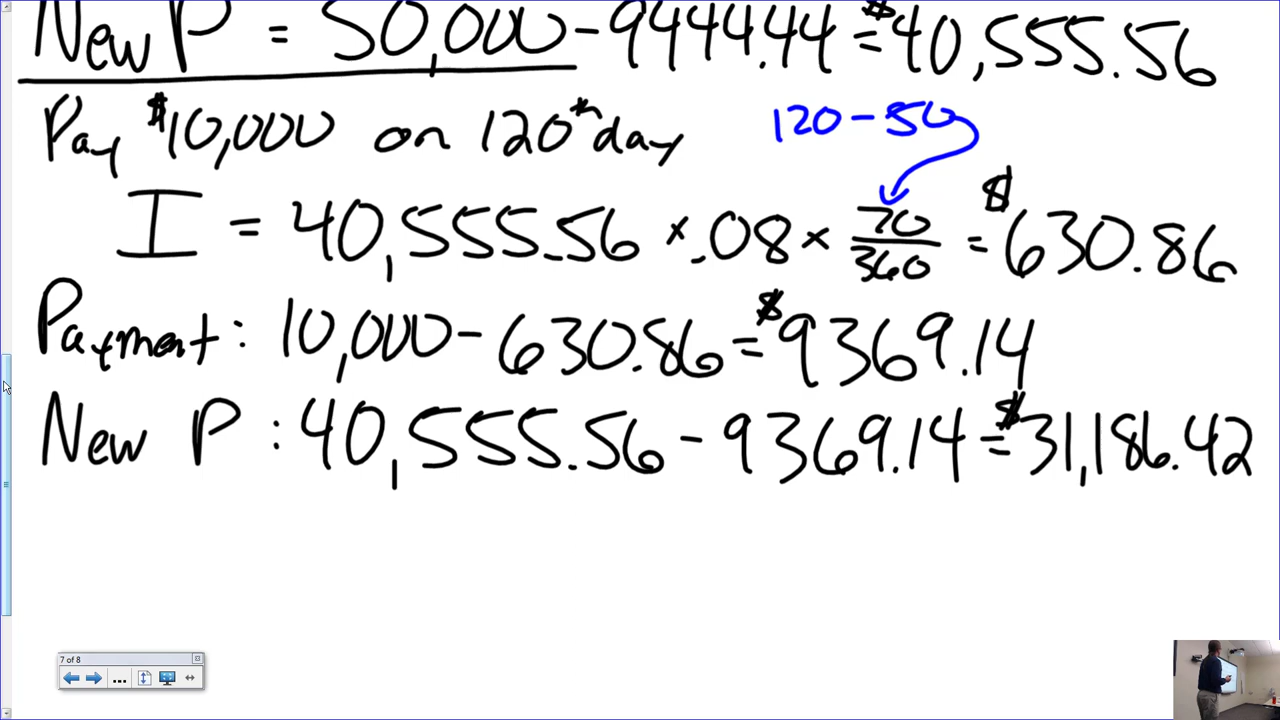 New P = 50,000 - 9444.44 = $40,555.56
Pay $10,000 on 120th day
120 - 50
I = 40,555.56 × .08 × 70/360 = $630.86
Payment: 10,000 - 630.86 = $9369.14
New P : 40,555.56 - 9369.14 = $31,186.42
7 of 8
...